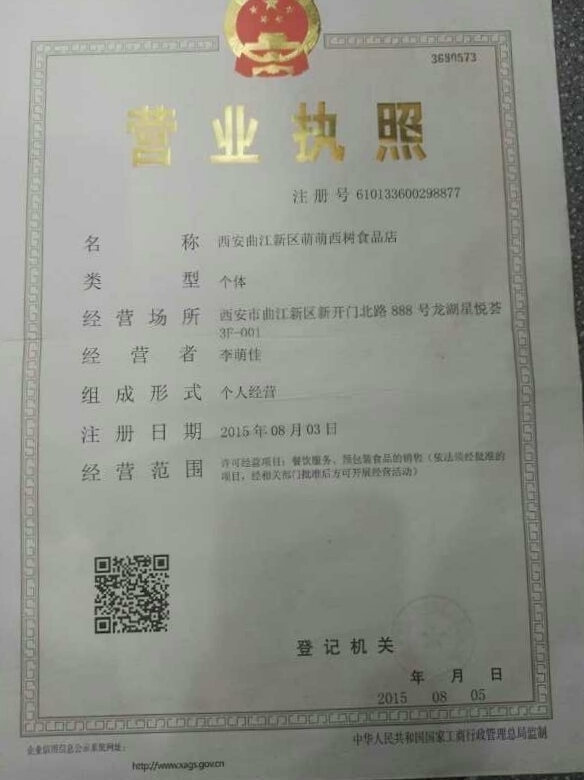 3690573
营业执照
注册号 610133600298877
名称 西安曲江新区萌萌西树食品店
类型 个体
经营场所 西安市曲江新区新开门北路 888 号龙湖星悦荟
3F-001
经营者 李萌佳
组成形式 个人经营
注册日期 2015 年 08 月 03 日
经营范围 许可经营项目：餐饮服务、预包装食品的销售（依法须经批准的
项目，经相关部门批准后方可开展经营活动）
登记机关
年 月 日
2015 08 05
企业信用信息公示系统网址：
http://www.xags.gov.cn
中华人民共和国国家工商行政管理总局监制